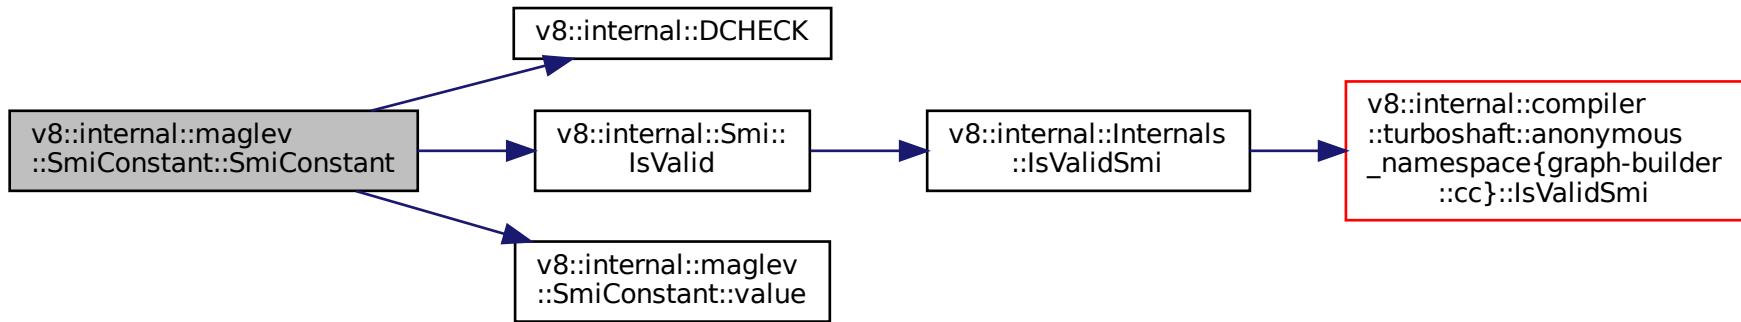 v8::internal::DCHECK
v8::internal::maglev
::SmiConstant::SmiConstant
v8::internal::Smi::
IsValid
v8::internal::Internals
::IsValidSmi
v8::internal::compiler
::turboshaft::anonymous
_namespace{graph-builder
::cc}::IsValidSmi
v8::internal::maglev
::SmiConstant::value